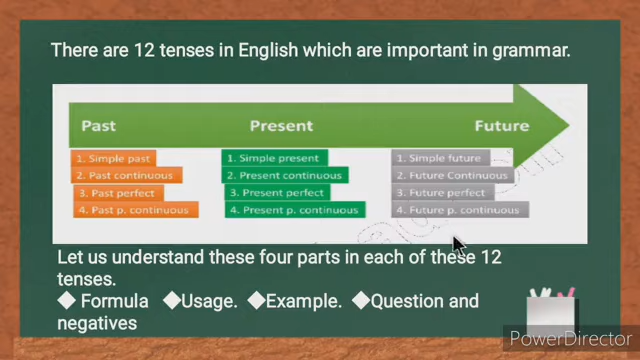 There are 12 tenses in English which are important in grammar.
Past Present Future
1. Simple past 1. Simple present 1. Simple future
2. Past continuous 2. Present continuous 2. Future Continuous
3. Past perfect 3. Present perfect 3. Future perfect
4. Past p. continuous 4. Present p. continuous 4. Future p. continuous
Let us understand these four parts in each of these 12
tenses.
◆ Formula ◆Usage. ◆Example. ◆Question and
negatives
PowerDirector